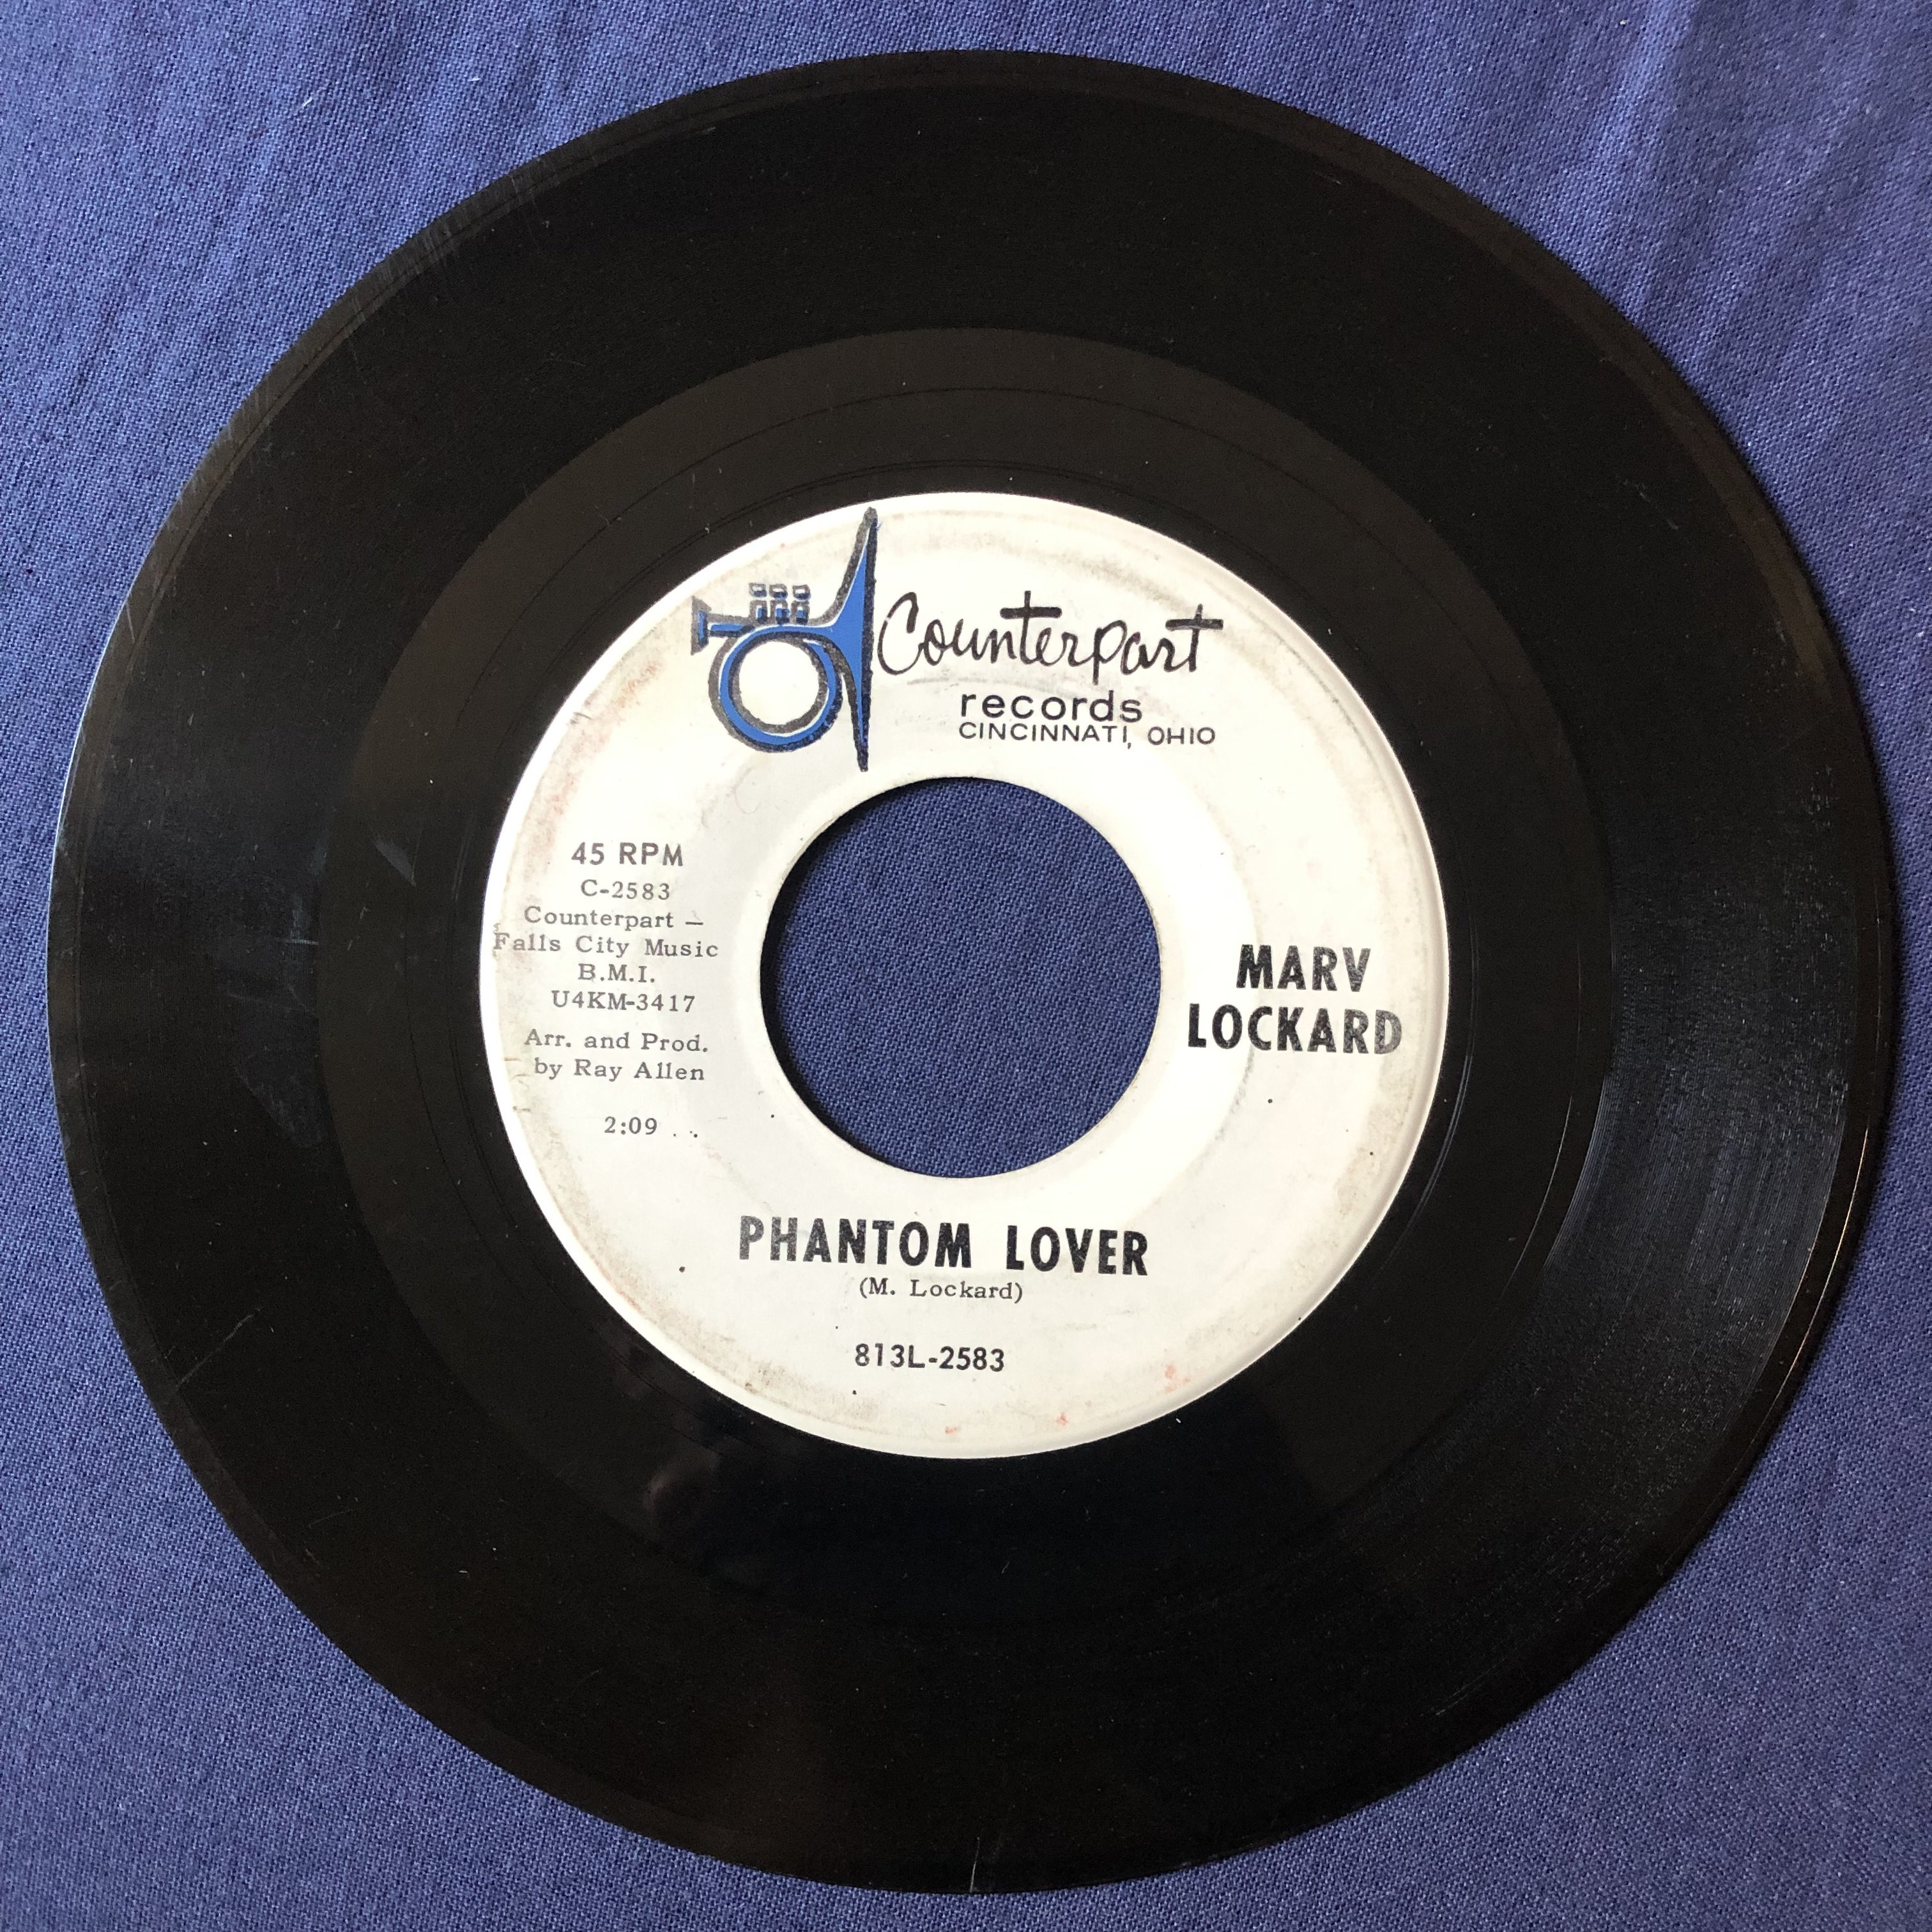 Counterpart
records
CINCINNATI, OHIO
45 RPM
C-2583
Counterpart —
Falls City Music
B.M.I.
U4KM-3417
Arr. and Prod.
by Ray Allen
2:09
MARV
LOCKARD
PHANTOM LOVER
(M. Lockard)
813L-2583